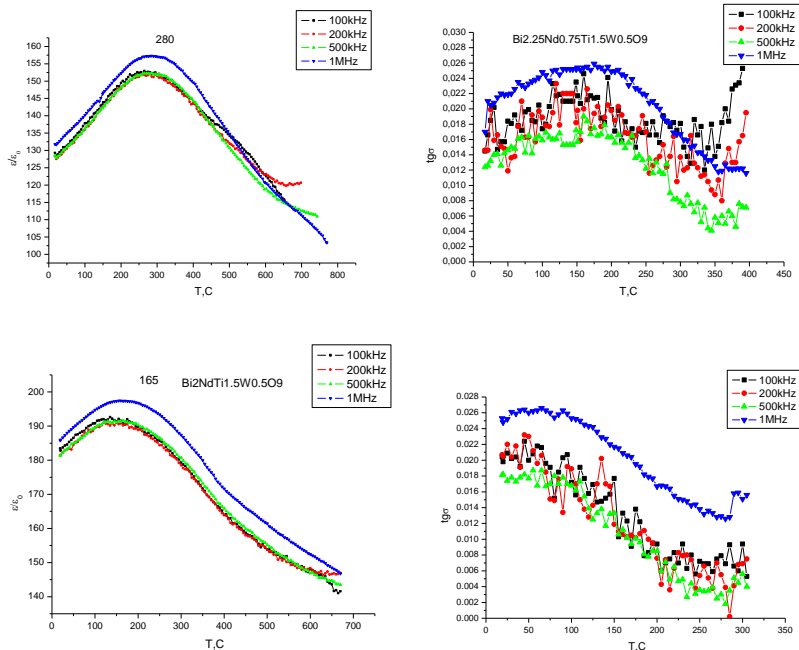 280
100kHz
200kHz
500kHz
1MHz
155
150
145
140
135
130
125
120
115
110
105
100
ε/ε0
0 100 200 300 400 500 600 700 800
T,C
Bi2.25Nd0.75Ti1.5W0.5O9
100kHz
200kHz
500kHz
1MHz
0,030
0,028
0,026
0,024
0,022
0,020
0,018
0,016
0,014
0,012
0,010
0,008
0,006
0,004
0,002
0,000
tgσ
0 50 100 150 200 250 300 350 400 450
T,C
165
Bi2NdTi1.5W0.5O9
100kHz
200kHz
500kHz
1MHz
200
190
180
170
160
150
140
ε/ε0
0 100 200 300 400 500 600 700
T,C
100kHz
200kHz
500kHz
1MHz
0.028
0.026
0.024
0.022
0.020
0.018
0.016
0.014
0.012
0.010
0.008
0.006
0.004
0.002
0.000
tgσ
0 50 100 150 200 250 300 350
T,C